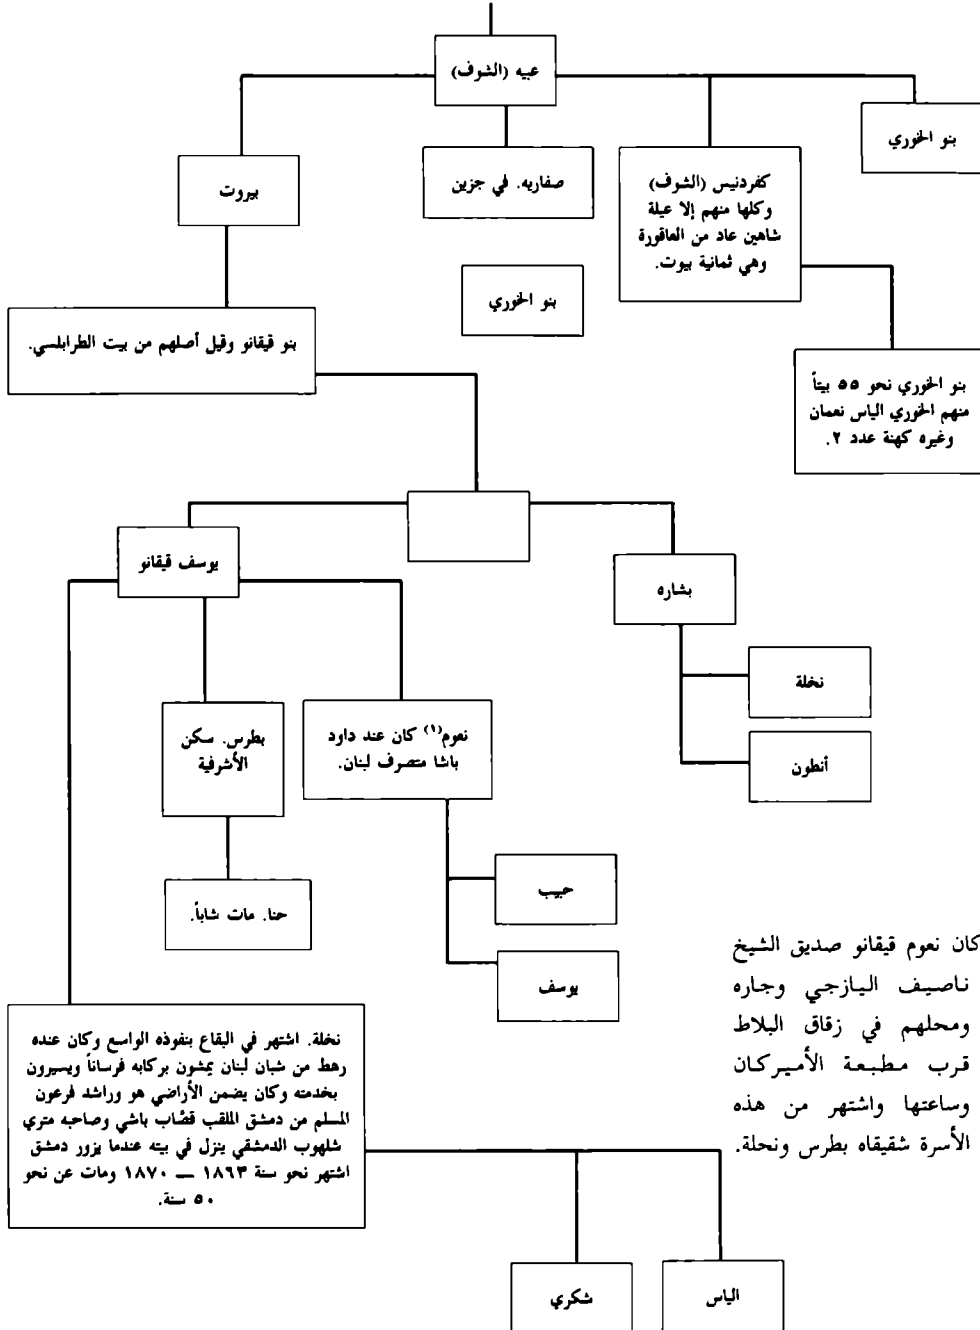 عبيه (الشوف)
بنو الخوري
كفردنيس (الشوف)
وكلها منهم إلا عيلة
شاهين عاد من العاقورة
وهي ثمانية بيوت.
صفاريه. في جزين
بيروت
بنو الخوري
بنو قيقانو وقيل أصلهم من بيت الطرابلسي.
بنو الخوري نحو ٥٥ بيتاً
منهم الخوري الياس نعمان
وغيره كهنة عدد ٢.
يوسف قيقانو
بشاره
نخلة
أنطون
نعوم(١) كان عند داود
باشا متصرف لبنان.
بطرس. سكن
الأشرفية
حبيب
يوسف
حنا. مات شاباً.
كان نعوم قيقانو صديق الشيخ
ناصيف اليازجي وجاره
ومحلهم في زقاق البلاط
قرب مطبعة الأميركان
وساعتها واشتهر من هذه
الأسرة شقيقاه بطرس ونحلة.
نخلة. اشتهر في البقاع بنفوذه الواسع وكان عنده
رهط من شبان لبنان يمشون بركابه فرساناً ويسيرون
بخدمته وكان يضمن الأراضي هو وراشد فرعون
المسلم من دمشق الملقب قصّاب باشي وصاحبه متري
شلهوب الدمشقي ينزل في بيته عندما يزور دمشق
اشتهر نحو سنة ١٨٦٣ — ١٨٧٠ ومات عن نحو
٥٠ سنة.
الياس
شكري